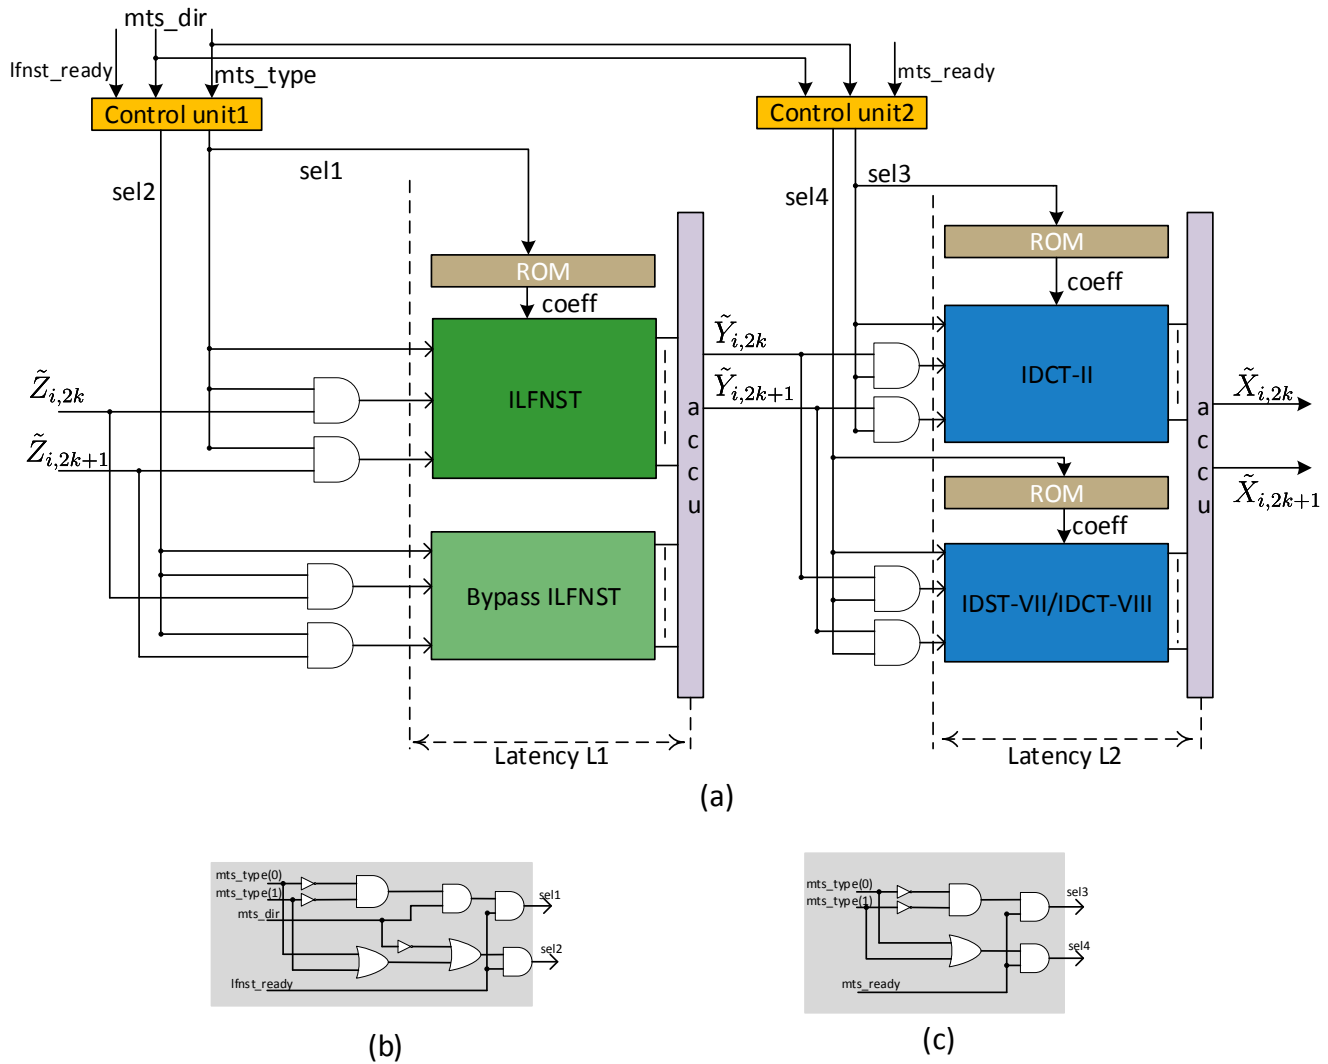 mts_dir
lfnst_ready
mts_type
mts_ready
Control unit1
Control unit2
sel1
sel2
sel3
sel4
ROM
ROM
coeff
coeff
Z̃i,2k
Z̃i,2k+1
ILFNST
Ỹi,2k
Ỹi,2k+1
IDCT-II
X̃i,2k
X̃i,2k+1
accu
accu
ROM
coeff
Bypass ILFNST
IDST-VII/IDCT-VIII
Latency L1
Latency L2
(a)
mts_type(0)
mts_type(1)
mts_dir
lfnst_ready
sel1
sel2
(b)
mts_type(0)
mts_type(1)
mts_ready
sel3
sel4
(c)